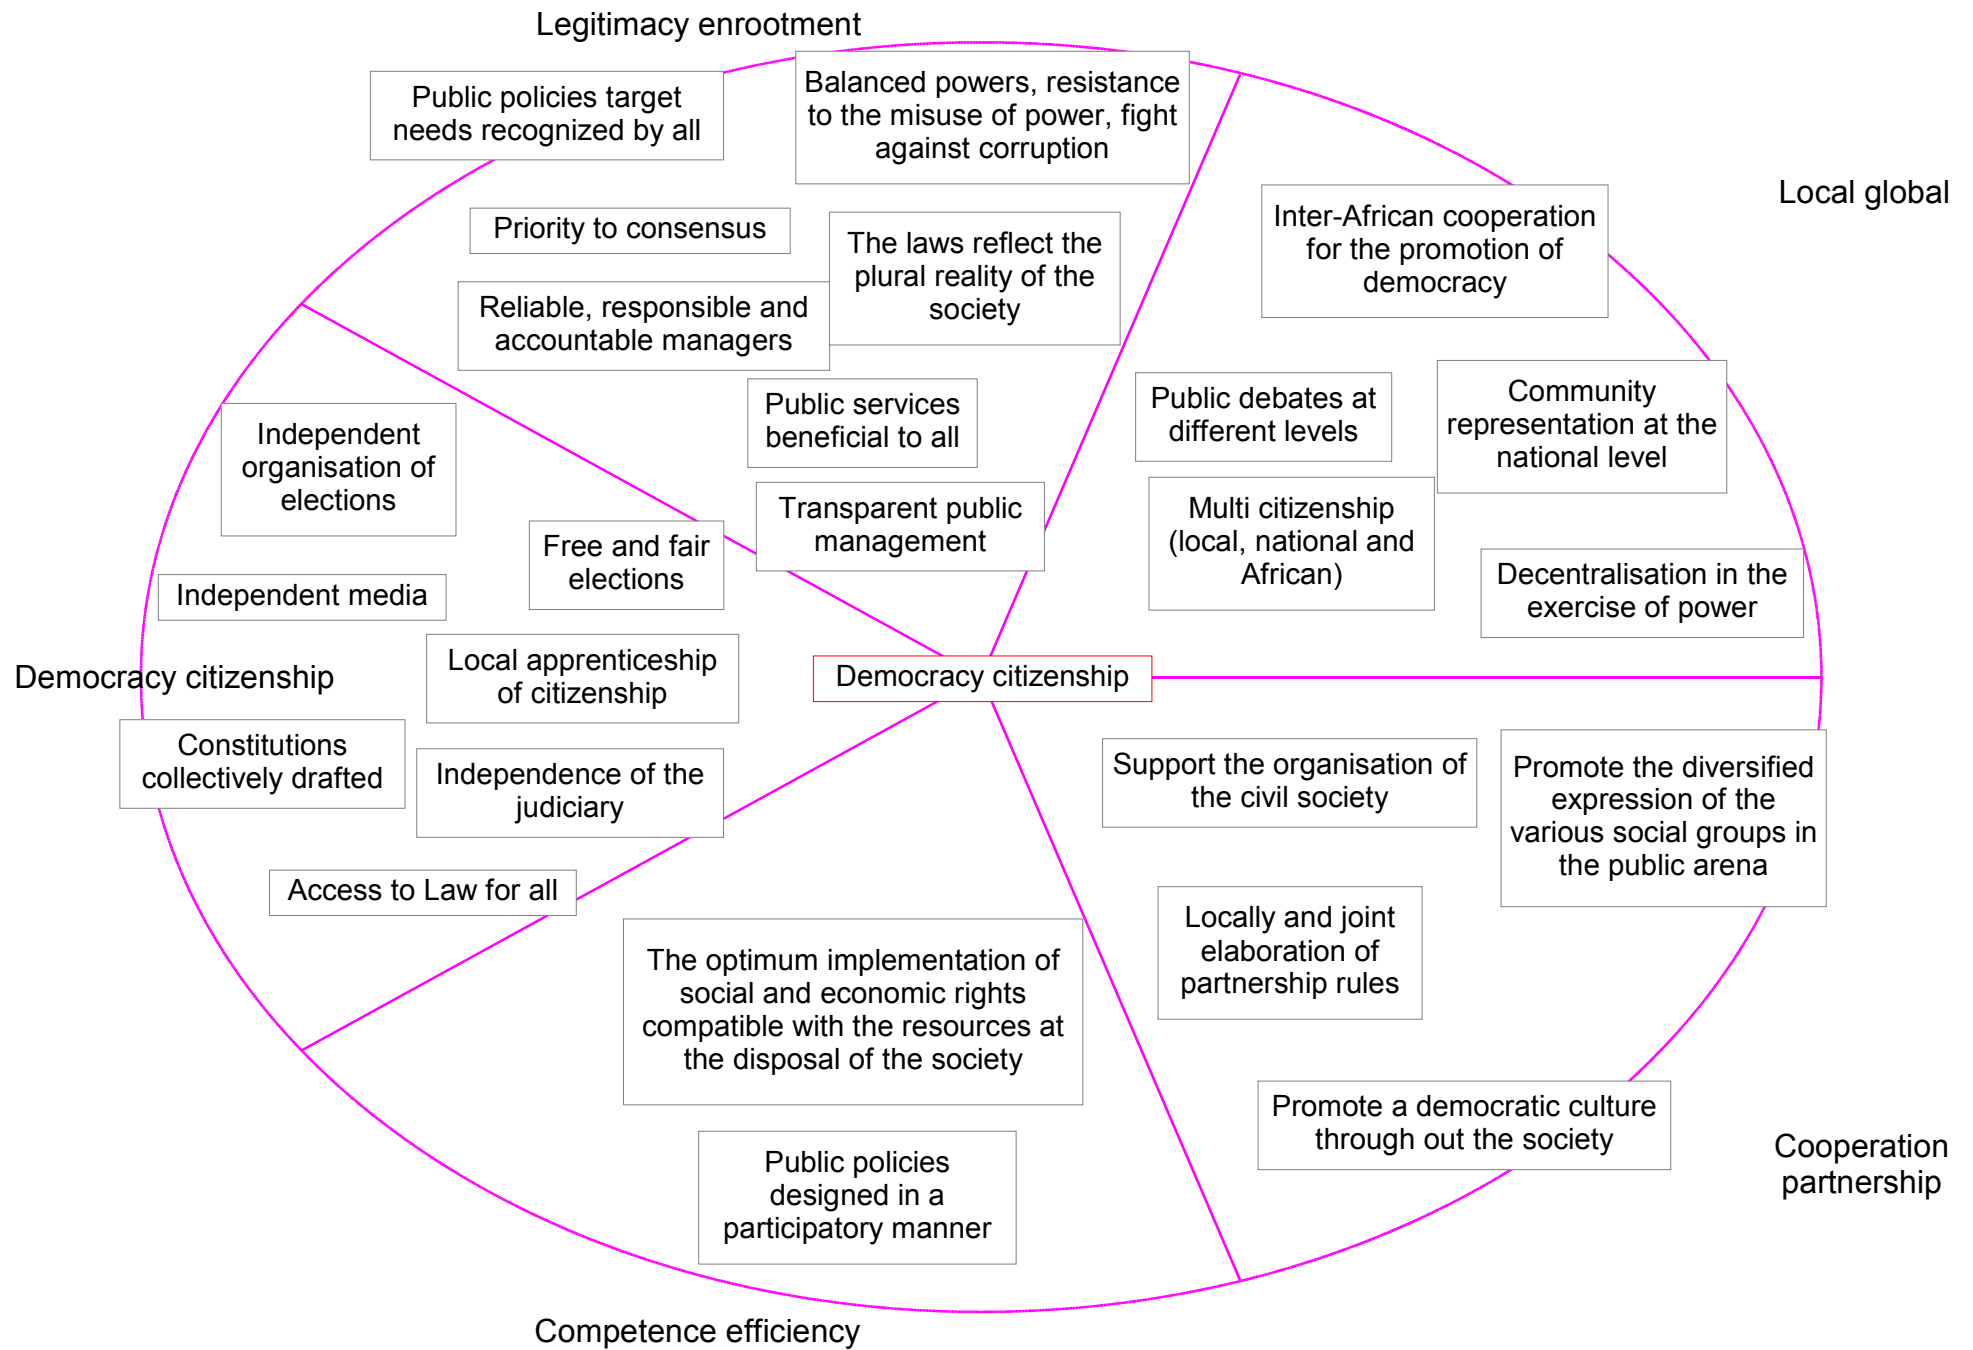 Legitimacy enrootment
Public policies target
needs recognized by all
Balanced powers, resistance
to the misuse of power, fight
against corruption
Local global
Priority to consensus
The laws reflect the
plural reality of the
society
Inter-African cooperation
for the promotion of
democracy
Reliable, responsible and
accountable managers
Public services
beneficial to all
Public debates at
different levels
Community
representation at the
national level
Independent
organisation of
elections
Transparent public
management
Multi citizenship
(local, national and
African)
Free and fair
elections
Decentralisation in the
exercise of power
Independent media
Local apprenticeship
of citizenship
Democracy citizenship
Democracy citizenship
Constitutions
collectively drafted
Independence of the
judiciary
Support the organisation of
the civil society
Promote the diversified
expression of the
various social groups in
the public arena
Access to Law for all
Locally and joint
elaboration of
partnership rules
The optimum implementation of
social and economic rights
compatible with the resources at
the disposal of the society
Promote a democratic culture
through out the society
Public policies
designed in a
participatory manner
Cooperation
partnership
Competence efficiency